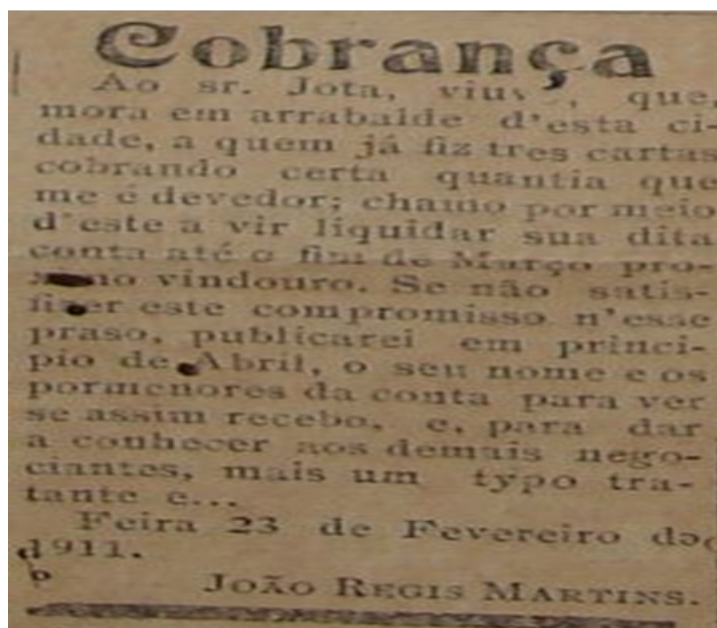 Cobrança
Ao sr. Jota, que,
mora em arrabalde d'esta ci-
dade, a quem já fiz tres cartas
cobrando certa quantia que
me é devedor; chamo por meio
d'este a vir liquidar sua dita
conta até o fim de Março pro-
ximo vindouro. Se não satis-
fizer este compromisso n'esse
praso, publicarei em princi-
pio de Abril, o seu nome e os
pormenores da conta para ver
se assim recebo, e, para dar
a conhecer aos demais nego-
ciantes, mais um typo tra-
tante e...
Feira 23 de Fevereiro de
1911.
João Regis Martins.